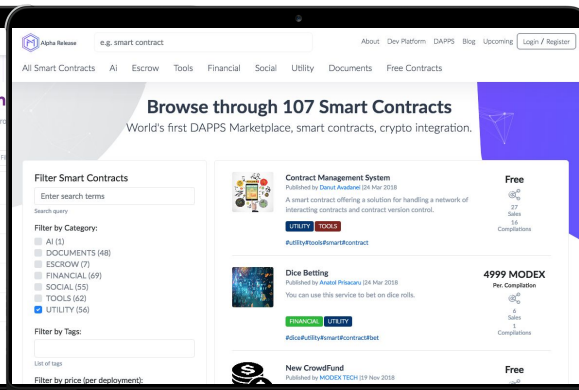 Alpha Release
e.g. smart contract
About Dev Platform DAPPS Blog Upcoming Login / Register
All Smart Contracts Ai Escrow Tools Financial Social Utility Documents Free Contracts
Browse through 107 Smart Contracts
World's first DAPPS Marketplace, smart contracts, crypto integration.
Filter Smart Contracts
Enter search terms
Search query
Filter by Category:
AI (1)
DOCUMENTS (48)
ESCROW (7)
FINANCIAL (69)
SOCIAL (55)
TOOLS (62)
UTILITY (56)
Filter by Tags:
List of tags
Filter by price (per deployment):
Contract Management System
Published by Danut Avadanei |24 Mar 2018
A smart contract offering a solution for handling a network of
interacting contracts and contract version control.
UTILITY TOOLS
#utility#tools#smart#contract
Free
27
Sales
16
Compilations
Dice Betting
Published by Anatol Prisacaru |24 Mar 2018
You can use this service to bet on dice rolls.
FINANCIAL UTILITY
#dice#utility#smart#contract#bet
4999 MODEX
Per. Compilation
6
Sales
1
Compilations
New CrowdFund
Published by MODEX TECH |19 Nov 2018
Free